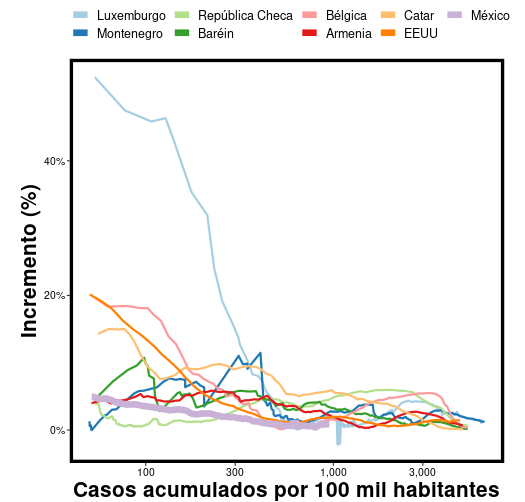 Luxemburgo República Checa Bélgica Catar México
Montenegro Baréin Armenia EEUU
Incremento (%)
40%
20%
0%
100 300 1,000 3,000
Casos acumulados por 100 mil habitantes